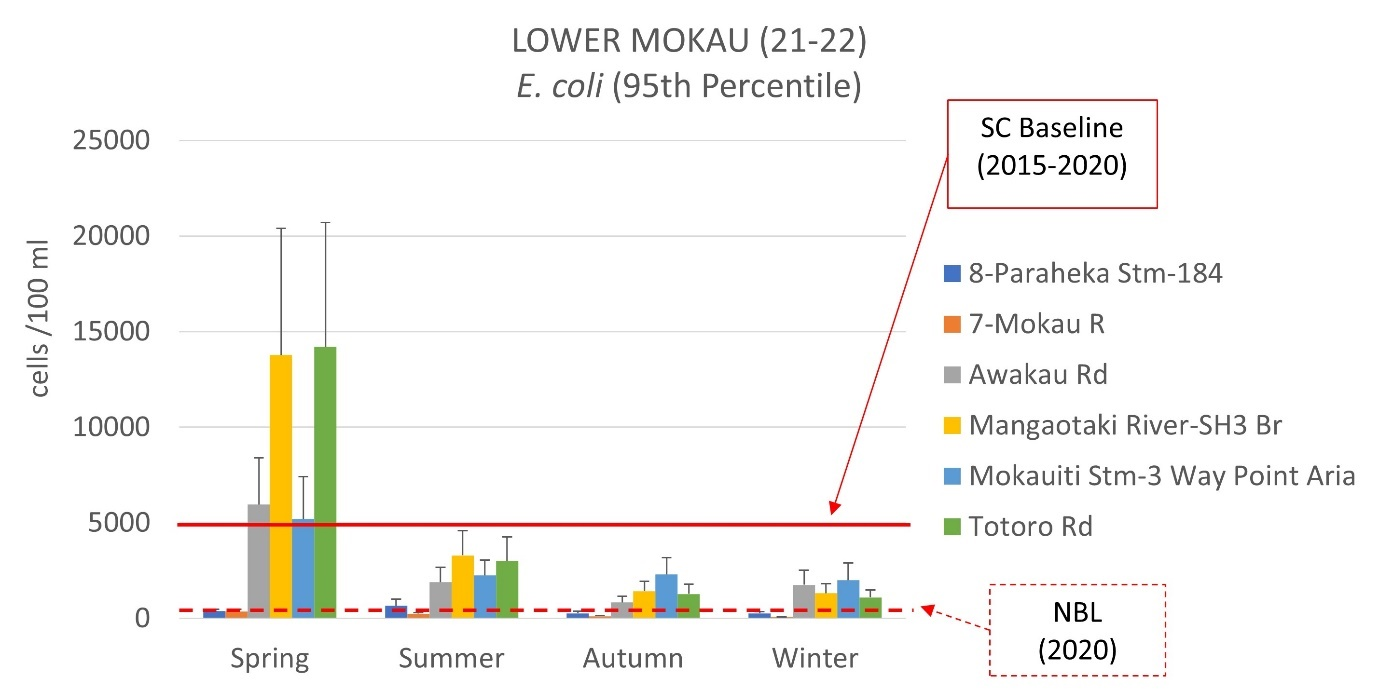 LOWER MOKAU (21-22)
E. coli (95th Percentile)
SC Baseline
(2015-2020)
25000
20000
15000
10000
5000
0
cells /100 ml
8-Paraheka Stm-184
7-Mokau R
Awakau Rd
Mangaotaki River-SH3 Br
Mokauiti Stm-3 Way Point Aria
Totoro Rd
NBL
(2020)
Spring
Summer
Autumn
Winter